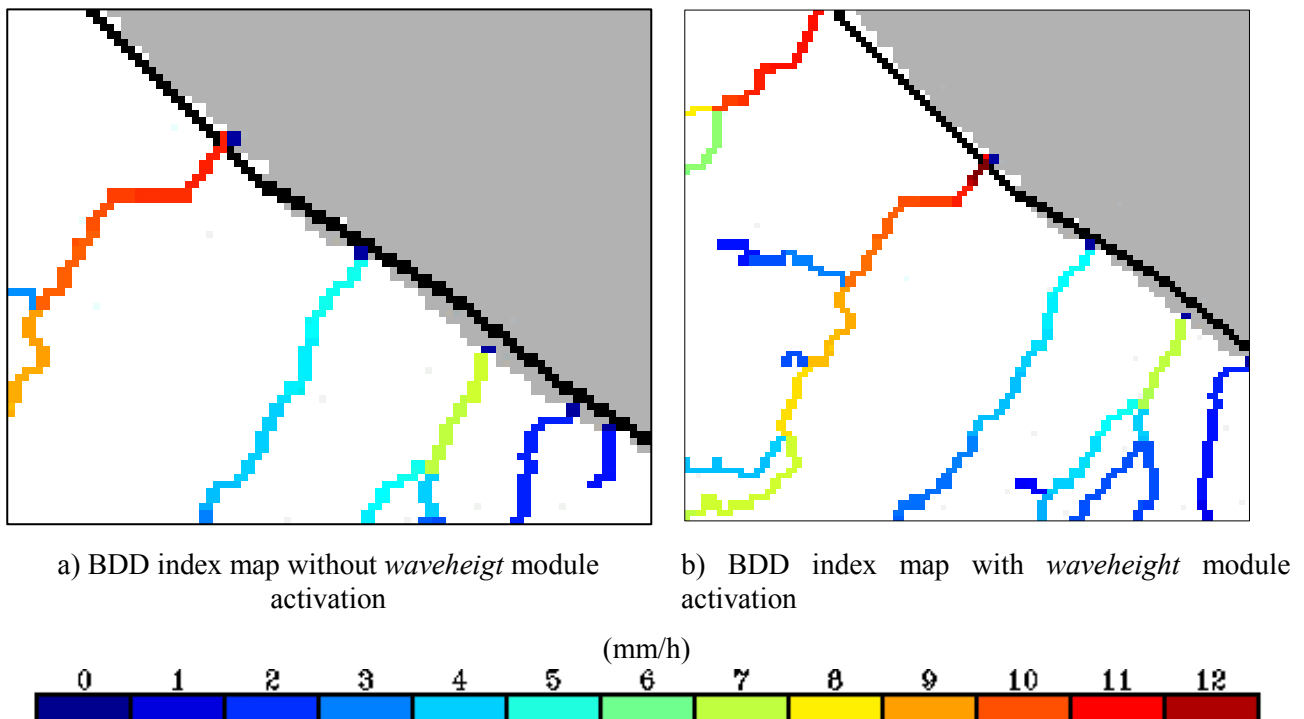 a) BDD index map without waveheigt module
activation
b) BDD index map with waveheight module
activation
(mm/h)
0 1 2 3 4 5 6 7 8 9 10 11 12